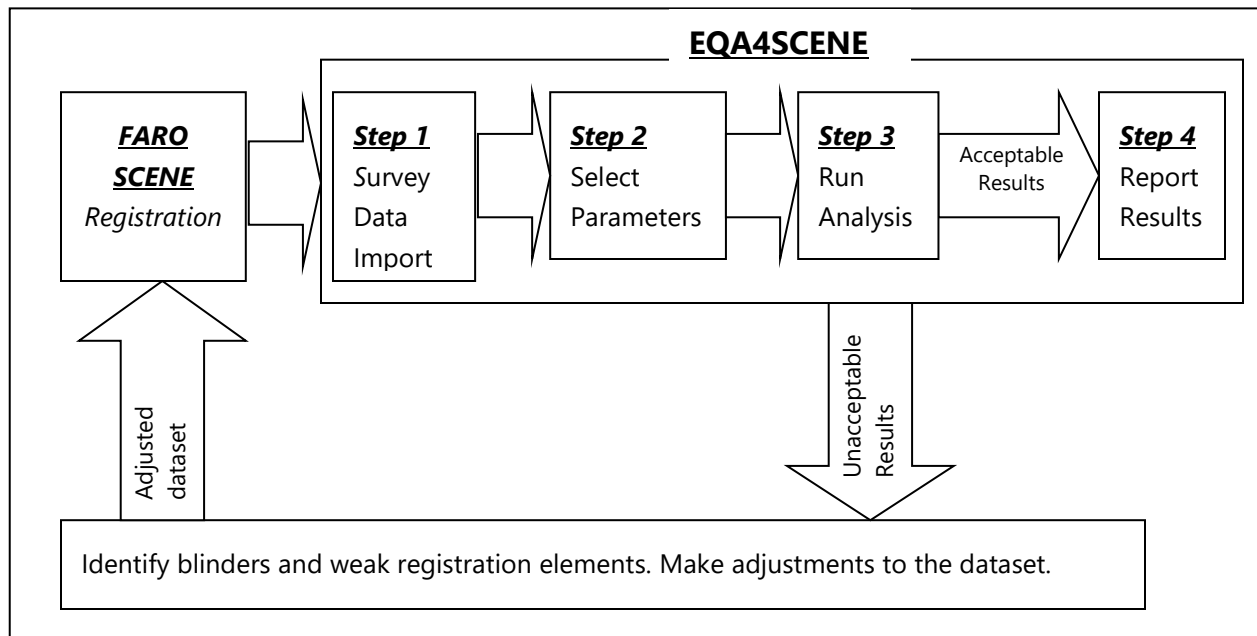 EQA4SCENE
FARO
SCENE
Registration
Step 1
Survey
Data
Import
Step 2
Select
Parameters
Step 3
Run
Analysis
Acceptable
Results
Step 4
Report
Results
Unacceptable
Results
Adjusted
dataset
Identify blinders and weak registration elements. Make adjustments to the dataset.